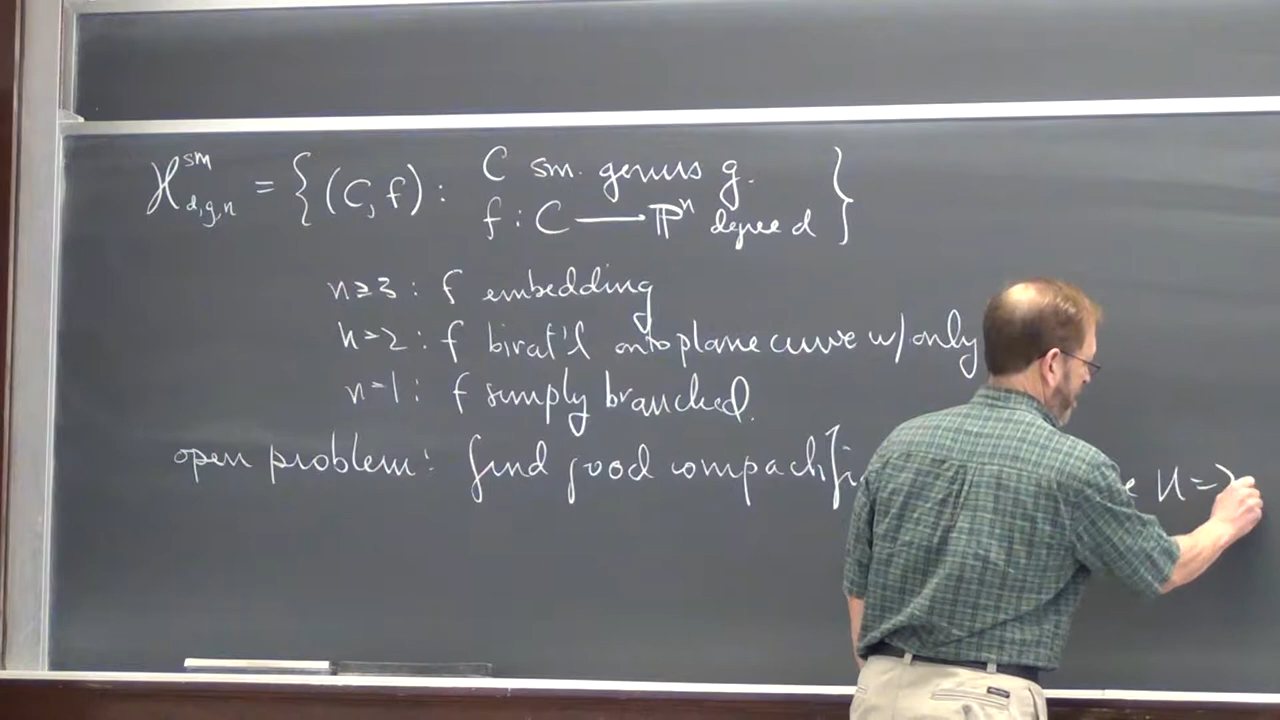 H^sm_d,g,n = { (C, f) : C sm. genus g.
f : C ⟶ ℙ^n degree d }
n≥3 : f embedding
n=2 : f birat'l onto plane curve w/ only
n=1 : f simply branched.
open problem: find good n=2